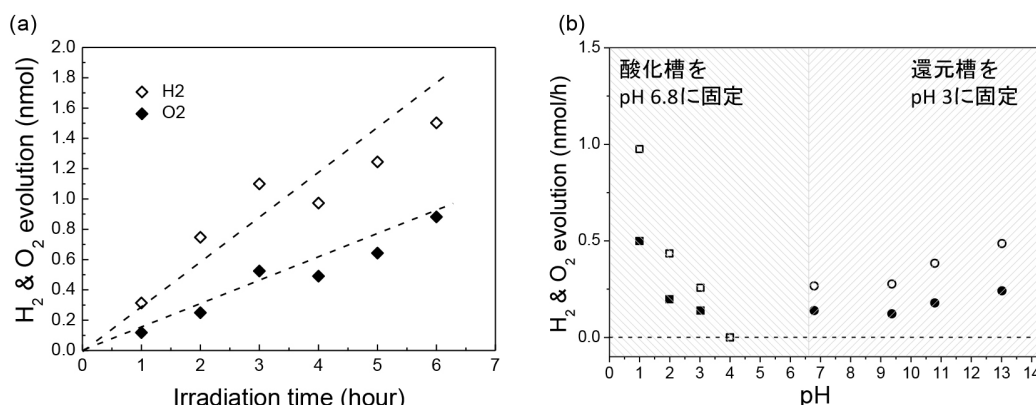 (a)
2.0
1.8
1.6
1.4
1.2
1.0
0.8
0.6
0.4
0.2
0.0
H2
O2
0 1 2 3 4 5 6 7
Irradiation time (hour)
H₂ & O₂ evolution (nmol)
(b)
1.5
1.0
0.5
0.0
酸化槽を
pH 6.8に固定
還元槽を
pH 3に固定
0 1 2 3 4 5 6 7 8 9 10 11 12 13 14
pH
H₂ & O₂ evolution (nmol/h)